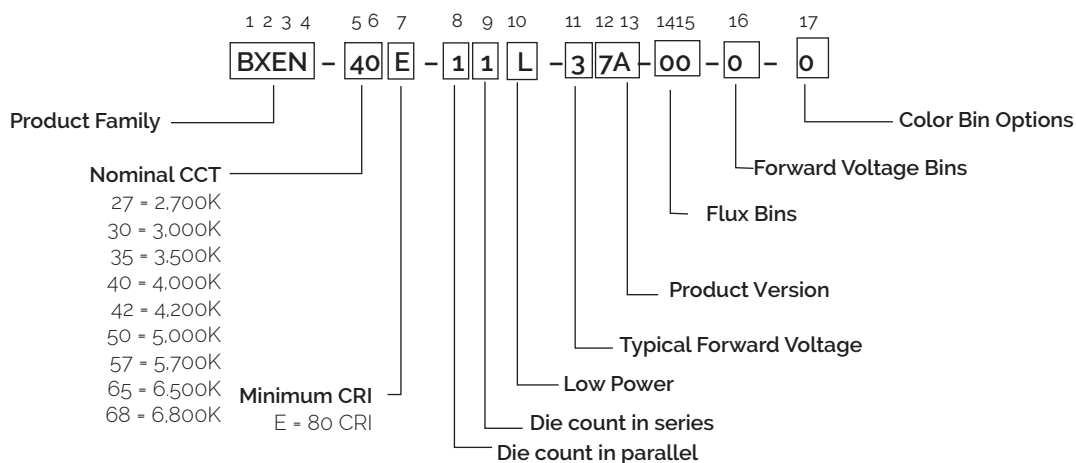 1 2 3 4 5 6 7 8 9 10 11 12 13 1415 16 17
BXEN – 40 E – 1 1 L – 3 7A – 00 – 0 – 0
Product Family
Color Bin Options
Nominal CCT
27 = 2,700K
30 = 3,000K
35 = 3,500K
40 = 4,000K
42 = 4,200K
50 = 5,000K
57 = 5,700K
65 = 6.500K
68 = 6,800K
Forward Voltage Bins
Flux Bins
Product Version
Typical Forward Voltage
Low Power
Minimum CRI
E = 80 CRI
Die count in series
Die count in parallel